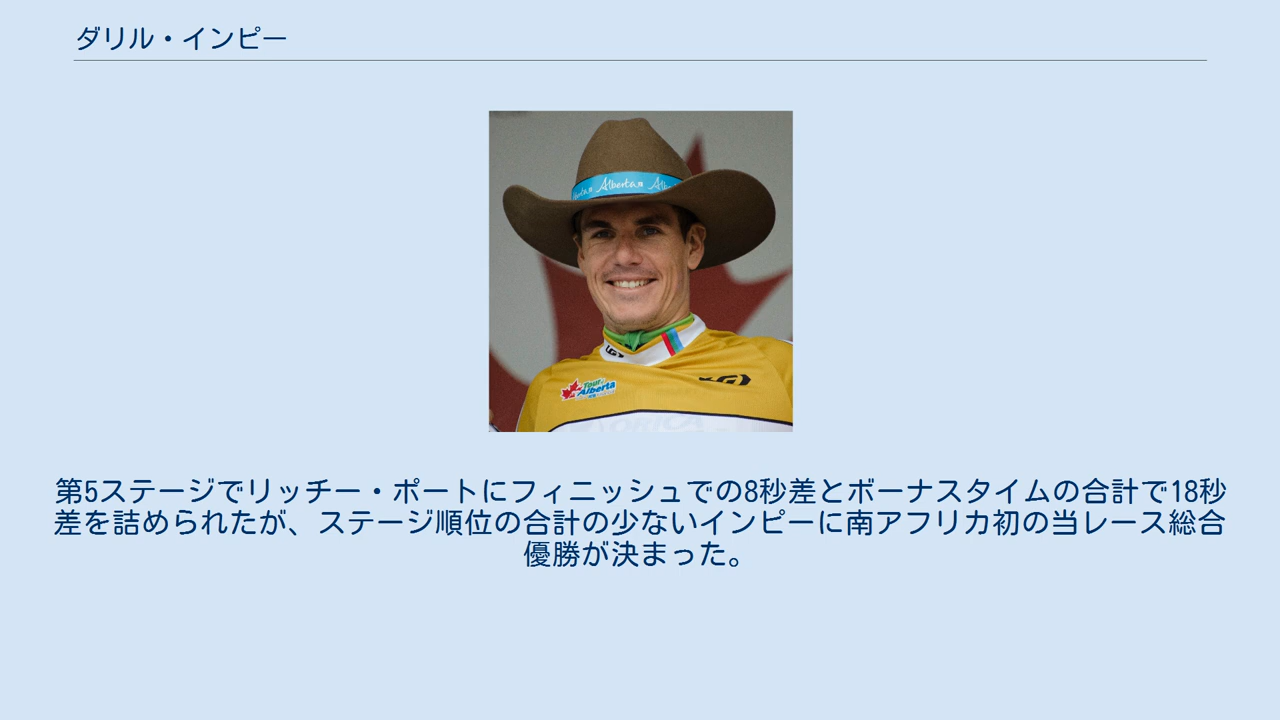 ダリル・インピー
Alberta
Tour
Alberta
第5ステージでリッチー・ポートにフィニッシュでの8秒差とボーナスタイムの合計で18秒
差を詰められたが、ステージ順位の合計の少ないインピーに南アフリカ初の当レース総合
優勝が決まった。